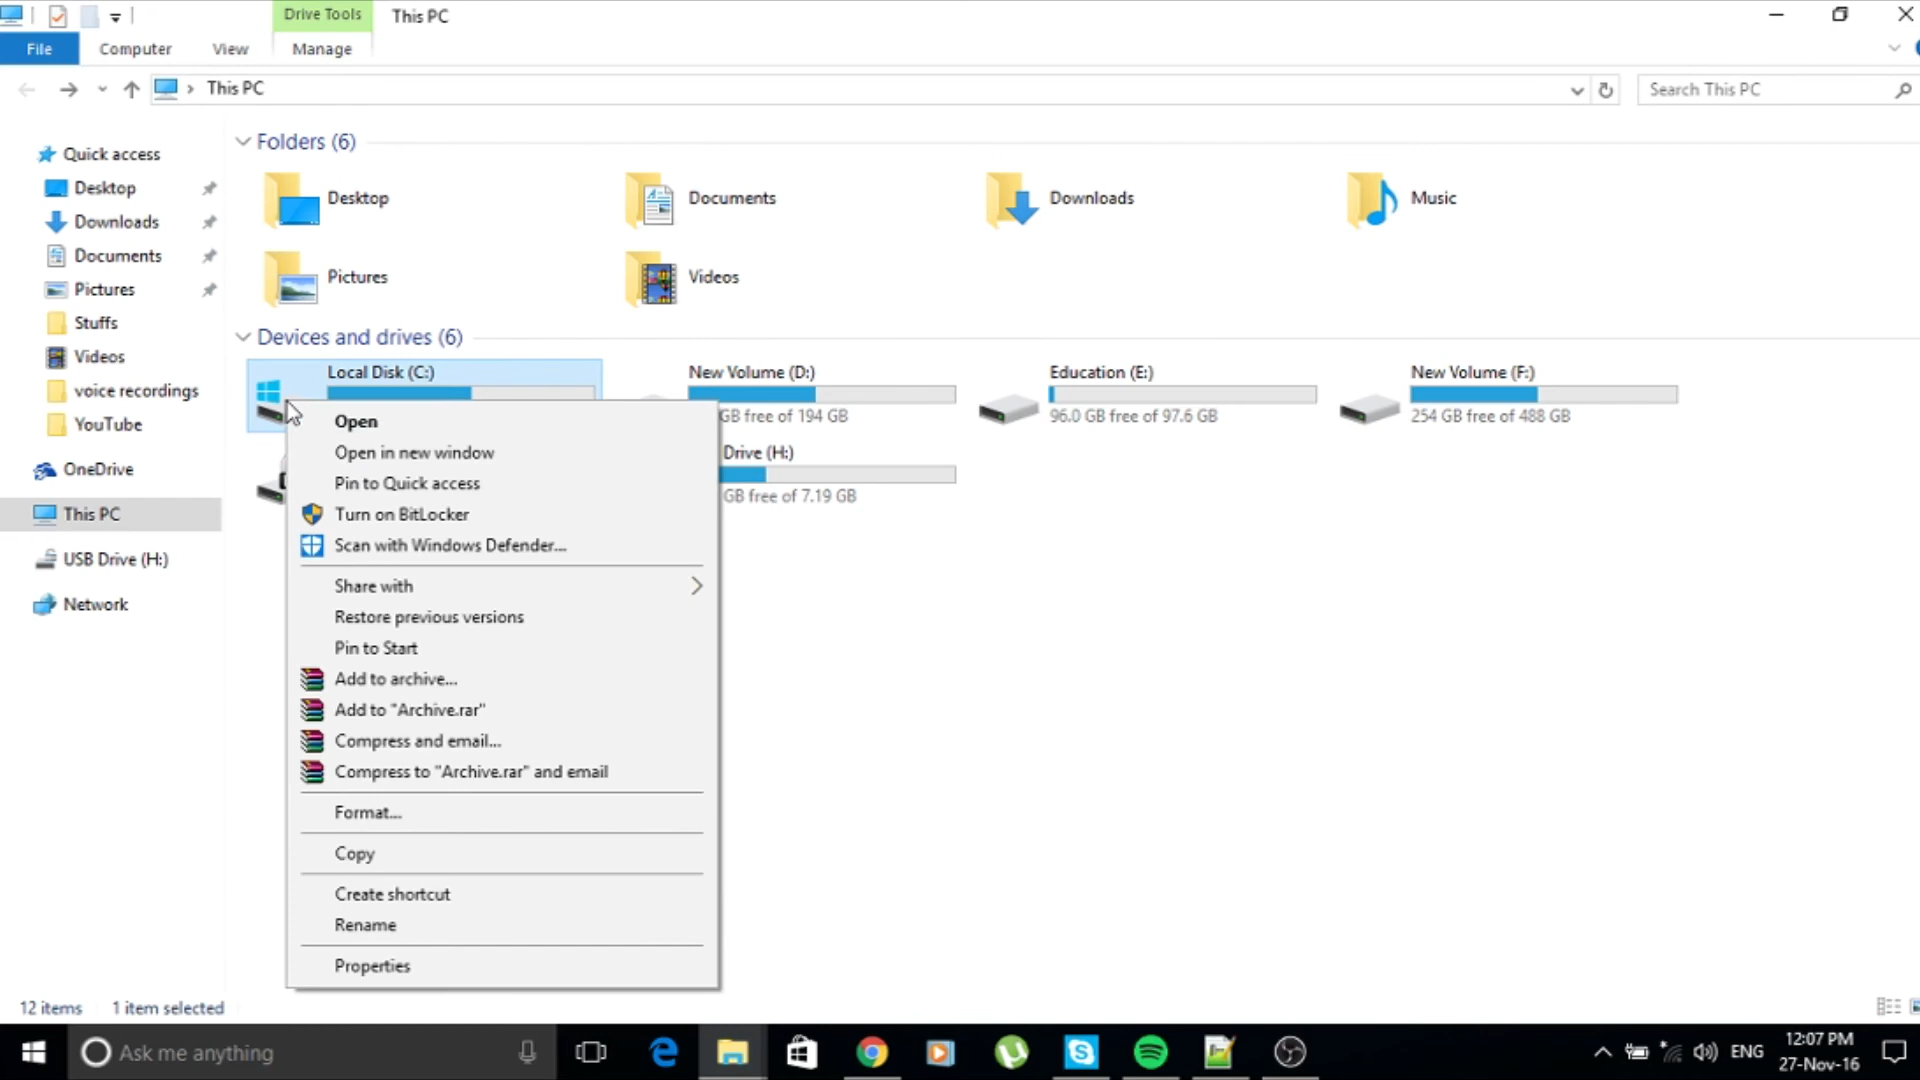 Drive Tools
This PC
File
Computer
View
Manage
This PC
Search This PC
Quick access
Desktop
Downloads
Documents
Pictures
Stuffs
Videos
voice recordings
YouTube
OneDrive
This PC
USB Drive (H:)
Network
Folders (6)
Desktop
Documents
Downloads
Music
Pictures
Videos
Devices and drives (6)
Local Disk (C:)
New Volume (D:)
GB free of 194 GB
Education (E:)
96.0 GB free of 97.6 GB
New Volume (F:)
254 GB free of 488 GB
Drive (H:)
GB free of 7.19 GB
Open
Open in new window
Pin to Quick access
Turn on BitLocker
Scan with Windows Defender...
Share with
Restore previous versions
Pin to Start
Add to archive...
Add to "Archive.rar"
Compress and email...
Compress to "Archive.rar" and email
Format...
Copy
Create shortcut
Rename
Properties
12 items
1 item selected
Ask me anything
ENG
12:07 PM
27-Nov-16